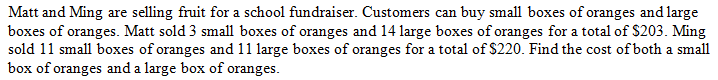 Matt and Ming are selling fruit for a school fundraiser. Customers can buy small boxes of oranges and large
boxes of oranges. Matt sold 3 small boxes of oranges and 14 large boxes of oranges for a total of $203. Ming
sold 11 small boxes of oranges and 11 large boxes of oranges for a total of $220. Find the cost of both a small
box of oranges and a large box of oranges.